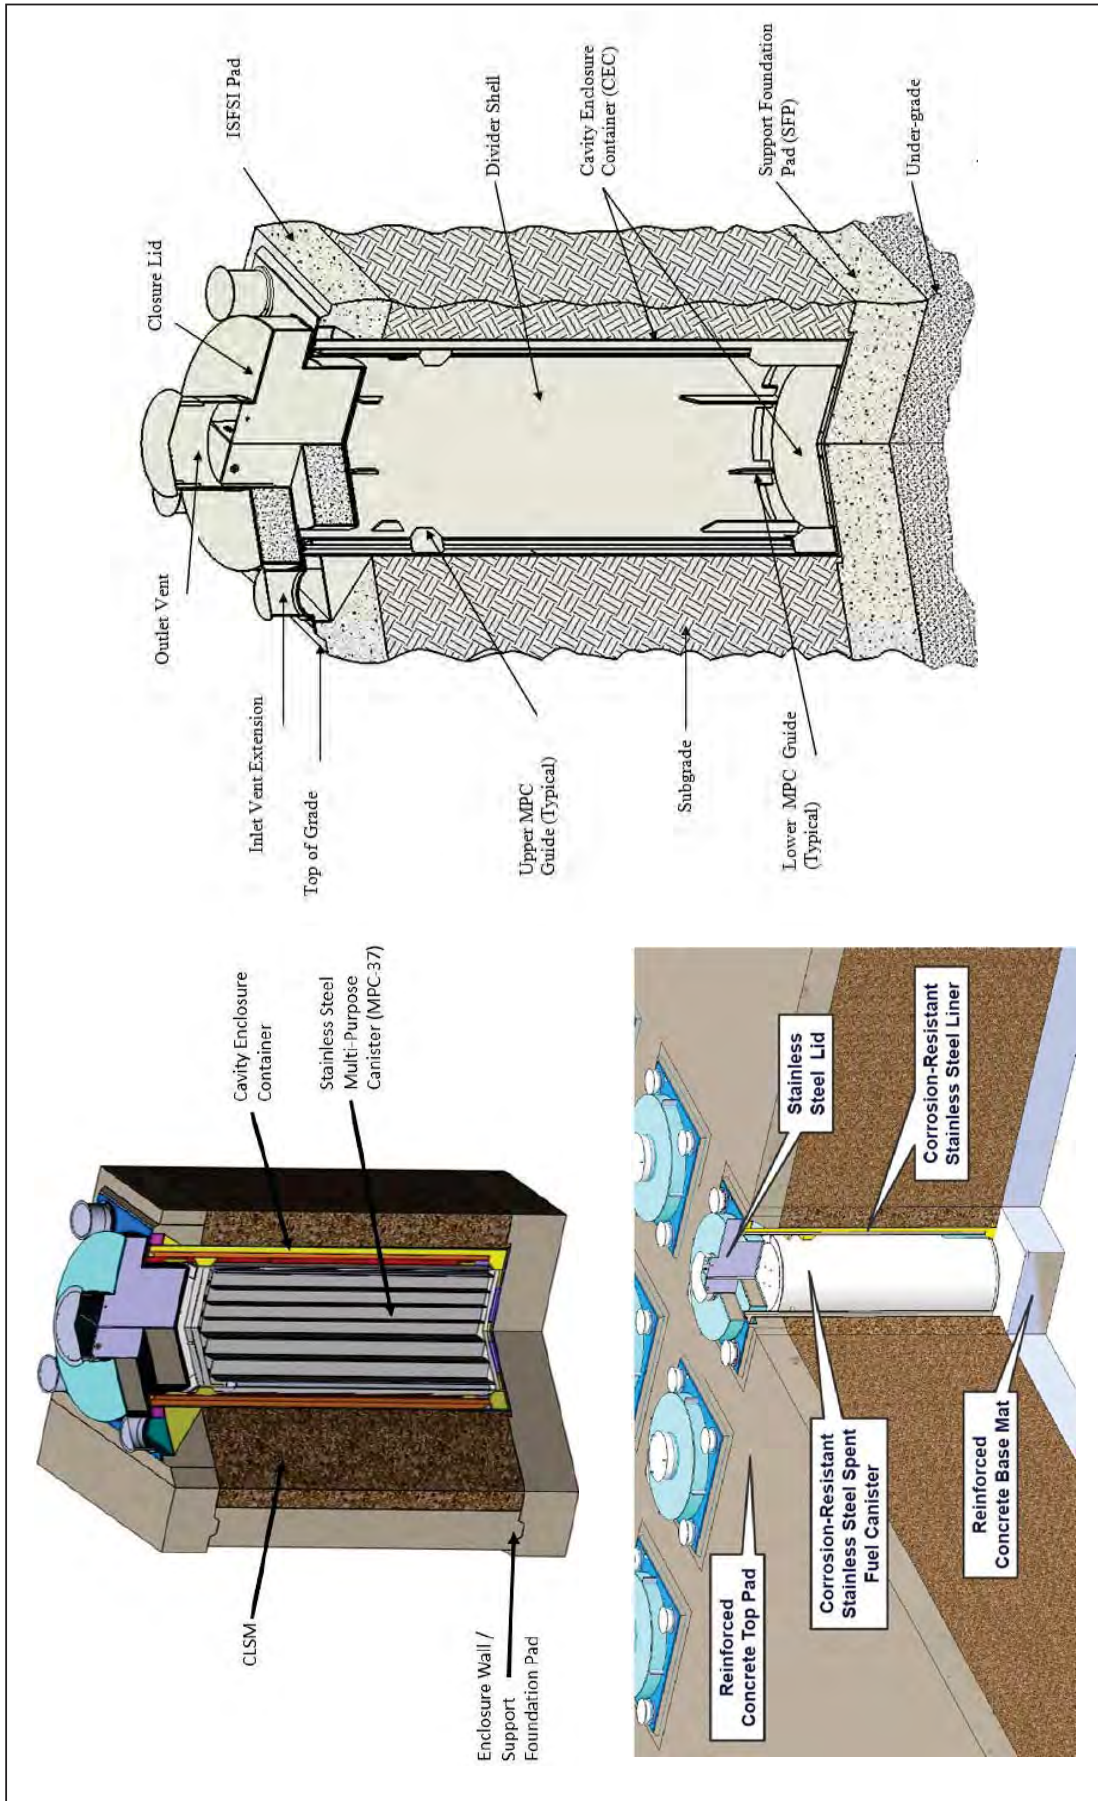 ISFSI Pad
Closure Lid
Outlet Vent
Inlet Vent Extension
Top of Grade
Divider Shell
Cavity Enclosure
Container (CEC)
Upper MPC
Guide (Typical)
Subgrade
Support Foundation
Pad (SFP)
Lower MPC Guide
(Typical)
Under-grade
Cavity Enclosure
Container
Stainless Steel
Multi-Purpose
Canister (MPC-37)
CLSM
Enclosure Wall /
Support
Foundation Pad
Stainless
Steel Lid
Corrosion-Resistant
Stainless Steel Liner
Reinforced
Concrete Top Pad
Corrosion-Resistant
Stainless Steel Spent
Fuel Canister
Reinforced
Concrete Base Mat